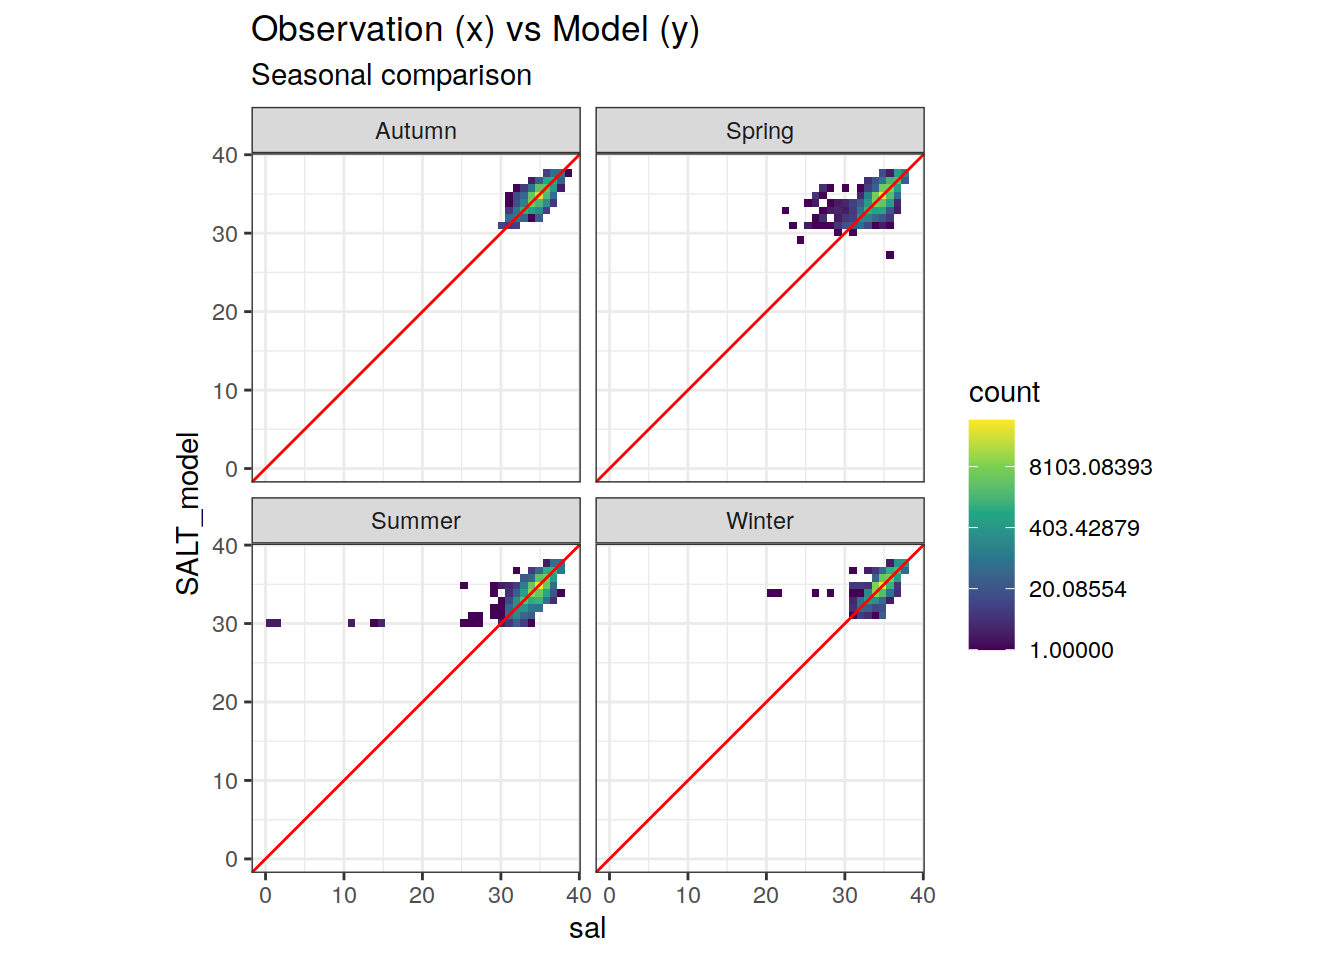 Observation (x) vs Model (y)
Seasonal comparison
Autumn
Spring
40
30
20
10
0
Summer
Winter
40
30
20
10
0
0
10
20
30
40
0
10
20
30
40
sal
SALT_model
count
8103.08393
403.42879
20.08554
1.00000